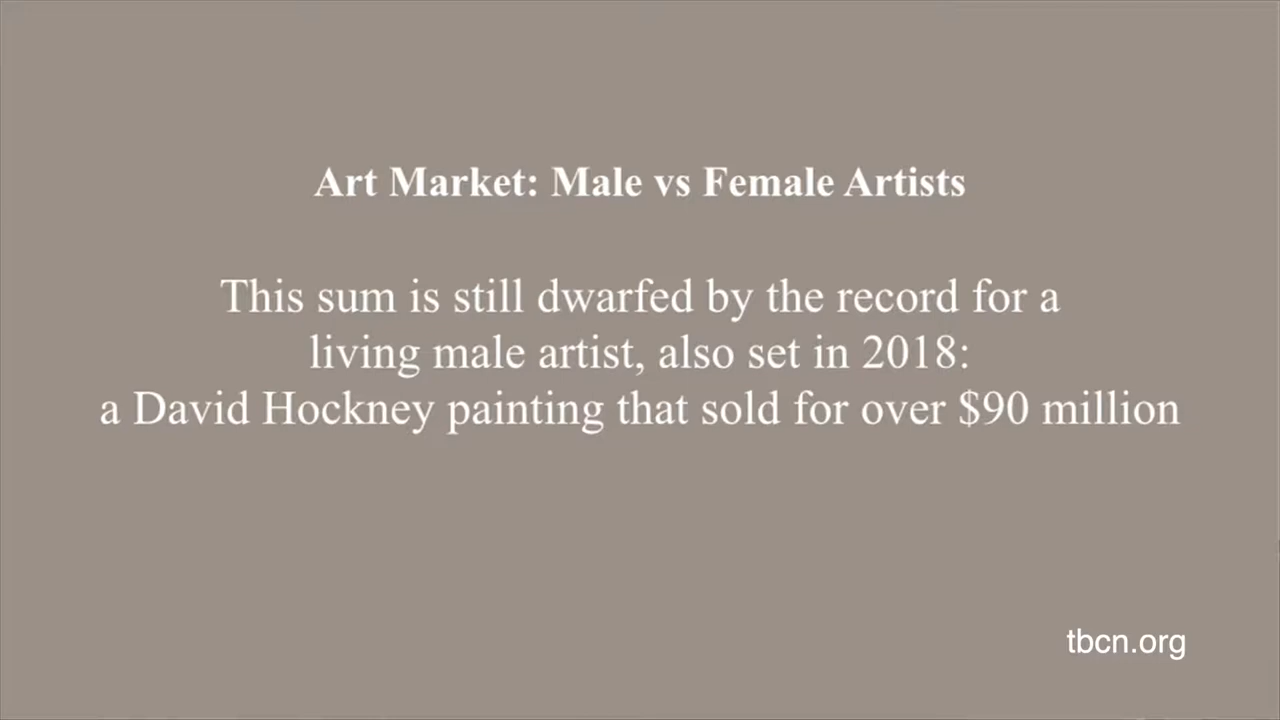 Art Market: Male vs Female Artists
This sum is still dwarfed by the record for a
living male artist, also set in 2018:
a David Hockney painting that sold for over $90 million
tbcn.org